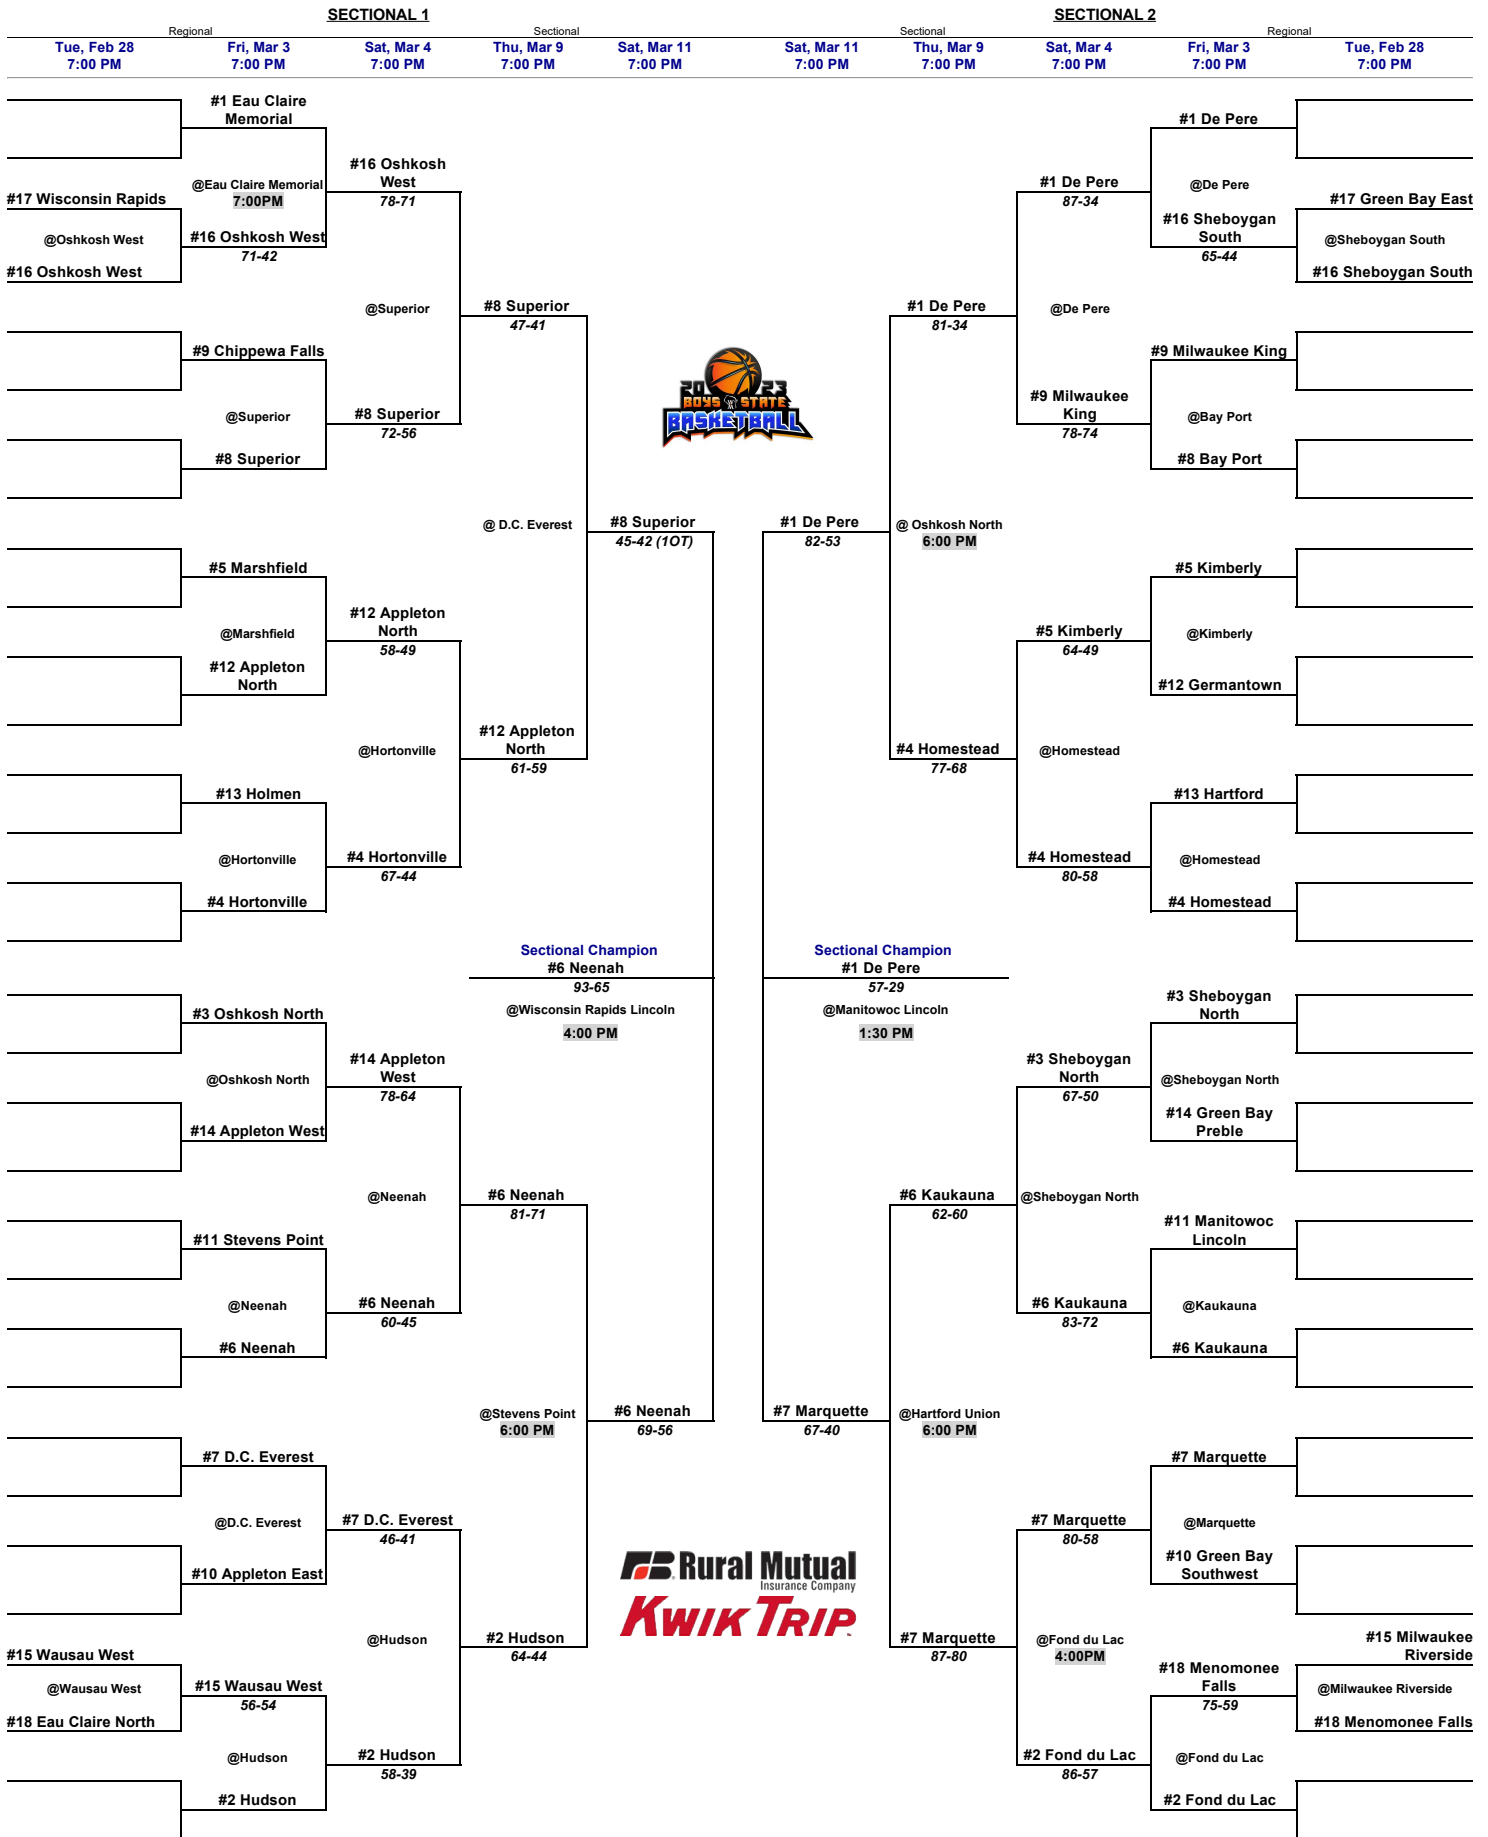 SECTIONAL 1
SECTIONAL 2
Regional
Sectional
Sectional
Regional
Tue, Feb 28
7:00 PM
Fri, Mar 3
7:00 PM
Sat, Mar 4
7:00 PM
Thu, Mar 9
7:00 PM
Sat, Mar 11
7:00 PM
Sat, Mar 11
7:00 PM
Thu, Mar 9
7:00 PM
Sat, Mar 4
7:00 PM
Fri, Mar 3
7:00 PM
Tue, Feb 28
7:00 PM
#17 Wisconsin Rapids
@Oshkosh West
#16 Oshkosh West
#15 Wausau West
@Wausau West
#18 Eau Claire North
#1 Eau Claire
Memorial
@Eau Claire Memorial
7:00PM
#16 Oshkosh West
71-42
#9 Chippewa Falls
@Superior
#8 Superior
#5 Marshfield
@Marshfield
#12 Appleton
North
#13 Holmen
@Hortonville
#4 Hortonville
#3 Oshkosh North
@Oshkosh North
#14 Appleton West
#11 Stevens Point
@Neenah
#6 Neenah
#7 D.C. Everest
@D.C. Everest
#10 Appleton East
#15 Wausau West
56-54
@Hudson
#2 Hudson
#16 Oshkosh
West
78-71
@Superior
#8 Superior
72-56
#12 Appleton
North
58-49
@Hortonville
#4 Hortonville
67-44
#14 Appleton
West
78-64
@Neenah
#6 Neenah
60-45
#7 D.C. Everest
46-41
@Hudson
#2 Hudson
58-39
#8 Superior
47-41
@ D.C. Everest
#12 Appleton
North
61-59
#6 Neenah
81-71
@Stevens Point
6:00 PM
#2 Hudson
64-44
#8 Superior
45-42 (1OT)
Sectional Champion
#6 Neenah
93-65
@Wisconsin Rapids Lincoln
4:00 PM
#6 Neenah
69-56
2023
BOYS STATE
BASKETBALL
Rural Mutual
Insurance Company
KWIK TRIP
#1 De Pere
82-53
Sectional Champion
#1 De Pere
57-29
@Manitowoc Lincoln
1:30 PM
#7 Marquette
67-40
#1 De Pere
81-34
@ Oshkosh North
6:00 PM
#4 Homestead
77-68
#6 Kaukauna
62-60
@Hartford Union
6:00 PM
#7 Marquette
87-80
#1 De Pere
87-34
@De Pere
#9 Milwaukee
King
78-74
#5 Kimberly
64-49
@Homestead
#4 Homestead
80-58
#3 Sheboygan
North
67-50
@Sheboygan North
#6 Kaukauna
83-72
#7 Marquette
80-58
@Fond du Lac
4:00PM
#2 Fond du Lac
86-57
#1 De Pere
@De Pere
#16 Sheboygan
South
65-44
#9 Milwaukee King
@Bay Port
#8 Bay Port
#5 Kimberly
@Kimberly
#12 Germantown
#13 Hartford
@Homestead
#4 Homestead
#3 Sheboygan
North
@Sheboygan North
#14 Green Bay
Preble
#11 Manitowoc
Lincoln
@Kaukauna
#6 Kaukauna
#7 Marquette
@Marquette
#10 Green Bay
Southwest
#18 Menomonee
Falls
75-59
@Fond du Lac
#2 Fond du Lac
#17 Green Bay East
@Sheboygan South
#16 Sheboygan South
#15 Milwaukee
Riverside
@Milwaukee Riverside
#18 Menomonee Falls